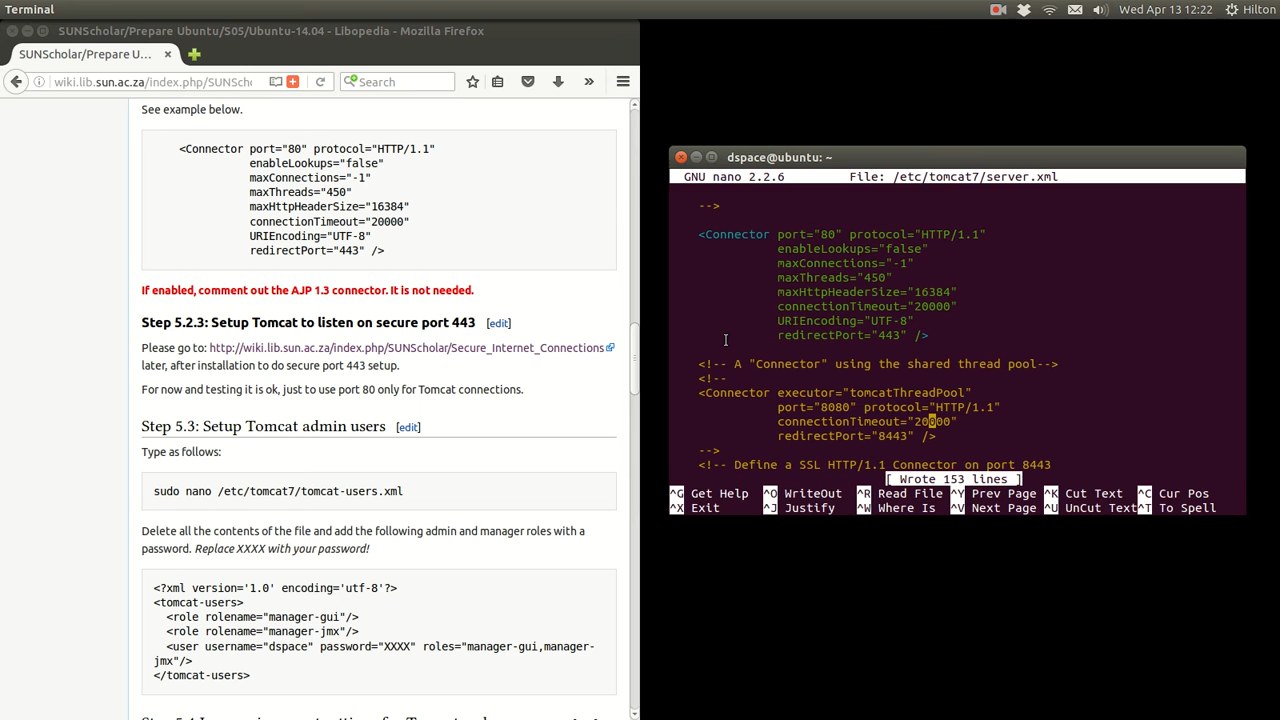 Terminal
Wed Apr 13 12:22
Hilton
SUNScholar/Prepare Ubuntu/S05/Ubuntu-14.04 - Libopedia - Mozilla Firefox
SUNScholar/Prepare U...
wiki.lib.sun.ac.za/index.php/SUNSch
Search
See example below.
<Connector port="80" protocol="HTTP/1.1"
enableLookups="false"
maxConnections="-1"
maxThreads="450"
maxHttpHeaderSize="16384"
connectionTimeout="20000"
URIEncoding="UTF-8"
redirectPort="443" />
If enabled, comment out the AJP 1.3 connector. It is not needed.
Step 5.2.3: Setup Tomcat to listen on secure port 443 [edit]
Please go to: http://wiki.lib.sun.ac.za/index.php/SUNScholar/Secure_Internet_Connections
later, after installation to do secure port 443 setup.
For now and testing it is ok, just to use port 80 only for Tomcat connections.
Step 5.3: Setup Tomcat admin users [edit]
Type as follows:
sudo nano /etc/tomcat7/tomcat-users.xml
Delete all the contents of the file and add the following admin and manager roles with a
password. Replace XXXX with your password!
<?xml version='1.0' encoding='utf-8'?>
<tomcat-users>
<role rolename="manager-gui"/>
<role rolename="manager-jmx"/>
<user username="dspace" password="XXXX" roles="manager-gui,manager-
jmx"/>
</tomcat-users>
dspace@ubuntu: ~
GNU nano 2.2.6 File: /etc/tomcat7/server.xml
-->
<Connector port="80" protocol="HTTP/1.1"
enableLookups="false"
maxConnections="-1"
maxThreads="450"
maxHttpHeaderSize="16384"
connectionTimeout="20000"
URIEncoding="UTF-8"
redirectPort="443" />
<!-- A "Connector" using the shared thread pool-->
<!--
<Connector executor="tomcatThreadPool"
port="8080" protocol="HTTP/1.1"
connectionTimeout="20000"
redirectPort="8443" />
-->
<!-- Define a SSL HTTP/1.1 Connector on port 8443
[ Wrote 153 lines ]
^G Get Help ^O WriteOut ^R Read File ^Y Prev Page ^K Cut Text ^C Cur Pos
^X Exit ^J Justify ^W Where Is ^V Next Page ^U UnCut Text ^T To Spell